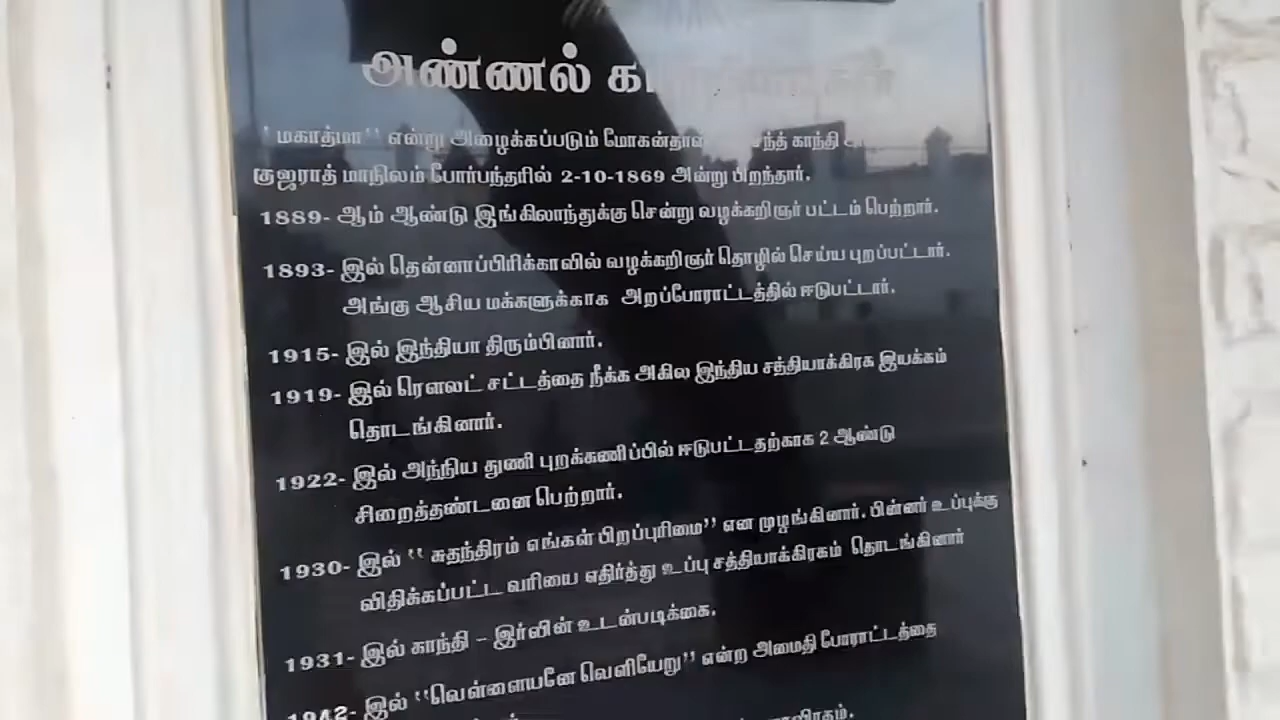 அண்ணல்
மகாத்மா" என்று அழைக்கப்படும் காந்தி
குஜராத் மாநிலம் போர்பந்தரில் 2-10-1869 அன்று பிறந்தார்.
1889- ஆம் ஆண்டு இங்கிலாந்துக்கு சென்று வழக்கறிஞர் பட்டம் பெற்றார்.
1893- இல் தென்னாப்பிரிக்காவில் வழக்கறிஞர் தொழில் செய்ய புறப்பட்டார்.
அங்கு ஆசிய மக்களுக்காக அறப்போராட்டத்தில் ஈடுபட்டார்.
1915- இல் இந்தியா திரும்பினார்.
1919- இல் ரௌலட் சட்டத்தை நீக்க அகில இந்திய சத்தியாக்கிரக இயக்கம்
தொடங்கினார்.
1922- இல் அந்நிய துணி புறக்கணிப்பில் ஈடுபட்டதற்காக 2 ஆண்டு
சிறைத்தண்டனை பெற்றார்.
1930- இல் " சுதந்திரம் எங்கள் பிறப்புரிமை" என முழங்கினார். பின்னர் உப்புக்கு
விதிக்கப்பட்ட வரியை எதிர்த்து உப்பு சத்தியாக்கிரகம் தொடங்கினார்
1931- இல் காந்தி – இர்வின் உடன்படிக்கை.
1942- இல் "வெள்ளையனே வெளியேறு" என்ற அமைதி போராட்டத்தை